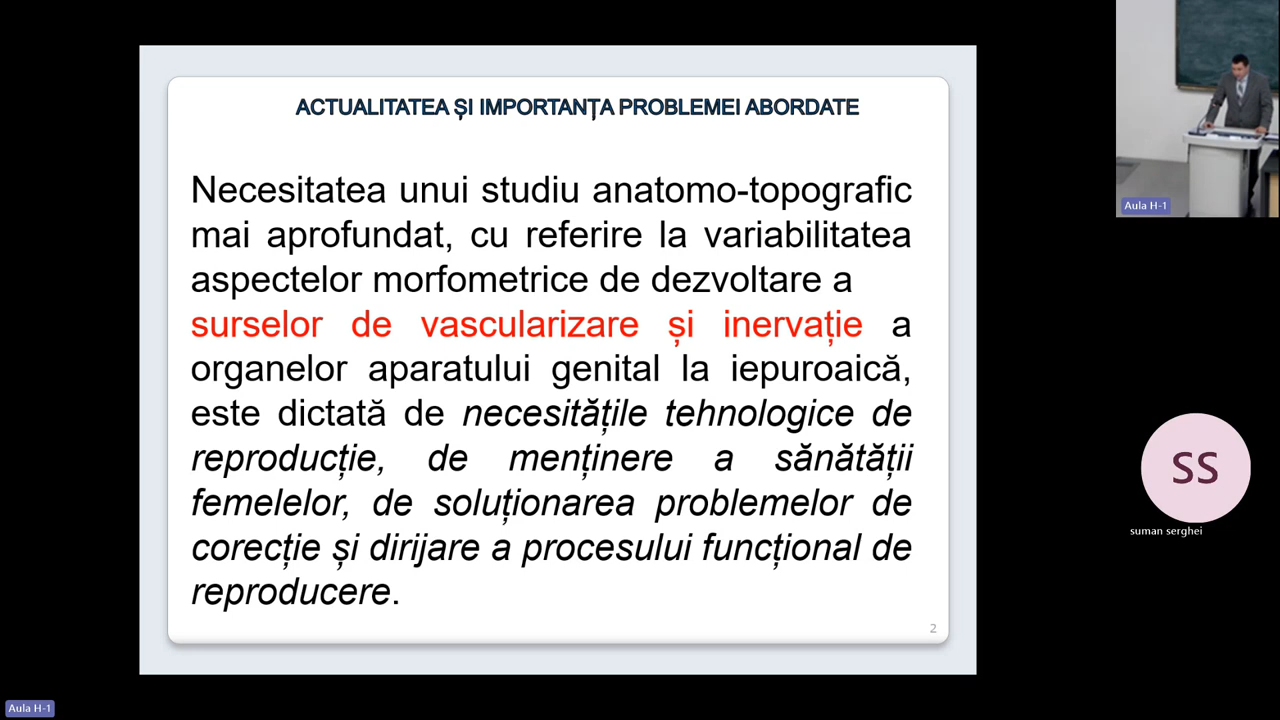 ACTUALITATEA ȘI IMPORTANȚA PROBLEMEI ABORDATE
Necesitatea unui studiu anatomo-topografic
mai aprofundat, cu referire la variabilitatea
aspectelor morfometrice de dezvoltare a
surselor de vascularizare și inervație a
organelor aparatului genital la iepuroaică,
este dictată de necesitățile tehnologice de
reproducție, de menținere a sănătății
femelelor, de soluționarea problemelor de
corecție și dirijare a procesului funcțional de
reproducere.
2
Aula H-1
SS
suman serghei
Aula H-1